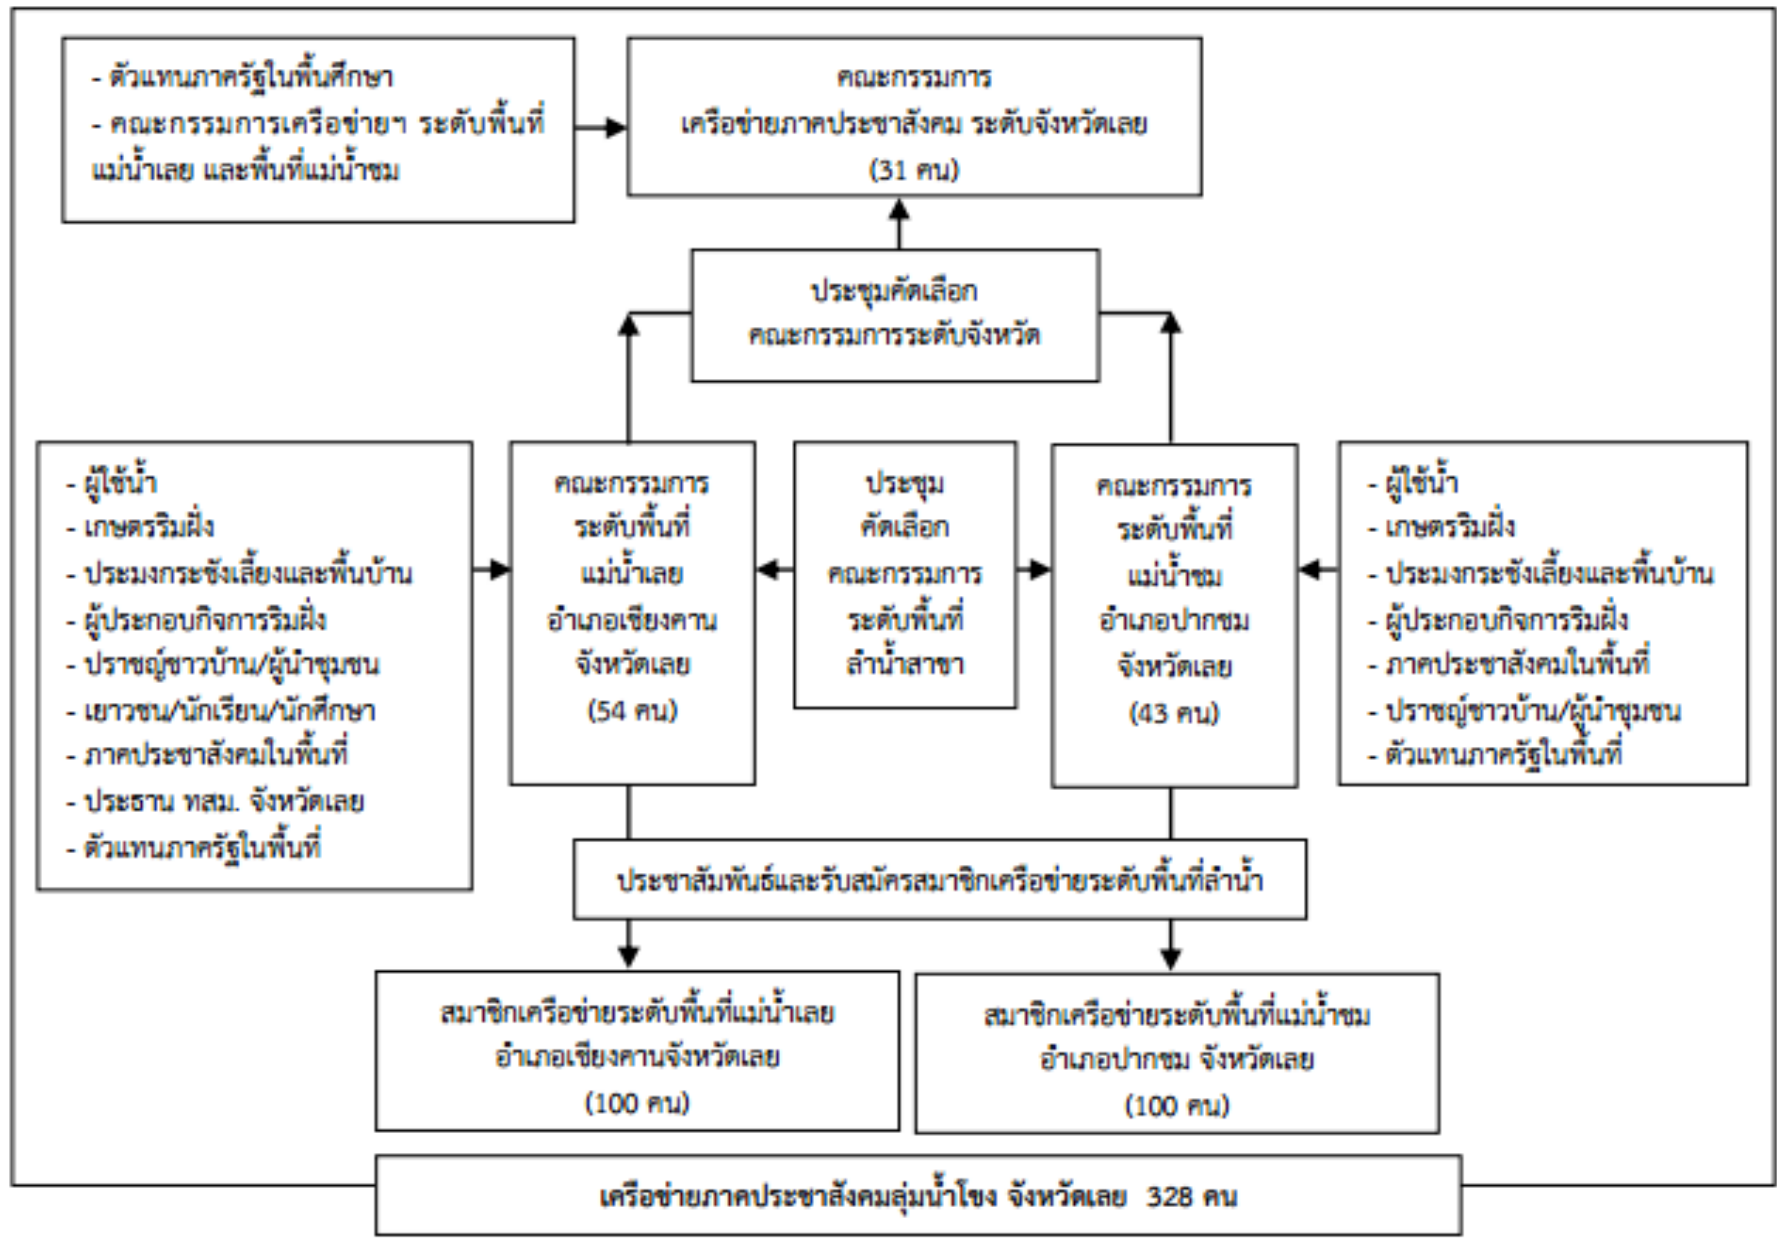 - ตัวแทนภาครัฐในพื้นศึกษา
- คณะกรรมการเครือข่ายฯ ระดับพื้นที่
แม่น้ำเลย และพื้นที่แม่น้ำชม
คณะกรรมการ
เครือข่ายภาคประชาสังคม ระดับจังหวัดเลย
(31 คน)
ประชุมคัดเลือก
คณะกรรมการระดับจังหวัด
- ผู้ใช้น้ำ
- เกษตรริมฝั่ง
- ประมงกระชังเลี้ยงและพื้นบ้าน
- ผู้ประกอบกิจการริมฝั่ง
- ปราชญ์ชาวบ้าน/ผู้นำชุมชน
- เยาวชน/นักเรียน/นักศึกษา
- ภาคประชาสังคมในพื้นที่
- ประธาน ทสม. จังหวัดเลย
- ตัวแทนภาครัฐในพื้นที่
คณะกรรมการ
ระดับพื้นที่
แม่น้ำเลย
อำเภอเชียงคาน
จังหวัดเลย
(54 คน)
ประชุม
คัดเลือก
คณะกรรมการ
ระดับพื้นที่
ลำน้ำสาขา
คณะกรรมการ
ระดับพื้นที่
แม่น้ำชม
อำเภอปากชม
จังหวัดเลย
(43 คน)
- ผู้ใช้น้ำ
- เกษตรริมฝั่ง
- ประมงกระชังเลี้ยงและพื้นบ้าน
- ผู้ประกอบกิจการริมฝั่ง
- ภาคประชาสังคมในพื้นที่
- ปราชญ์ชาวบ้าน/ผู้นำชุมชน
- ตัวแทนภาครัฐในพื้นที่
ประชาสัมพันธ์และรับสมัครสมาชิกเครือข่ายระดับพื้นที่ลำน้ำ
สมาชิกเครือข่ายระดับพื้นที่แม่น้ำเลย
อำเภอเชียงคานจังหวัดเลย
(100 คน)
สมาชิกเครือข่ายระดับพื้นที่แม่น้ำชม
อำเภอปากชม จังหวัดเลย
(100 คน)
เครือข่ายภาคประชาสังคมลุ่มน้ำโขง จังหวัดเลย 328 คน